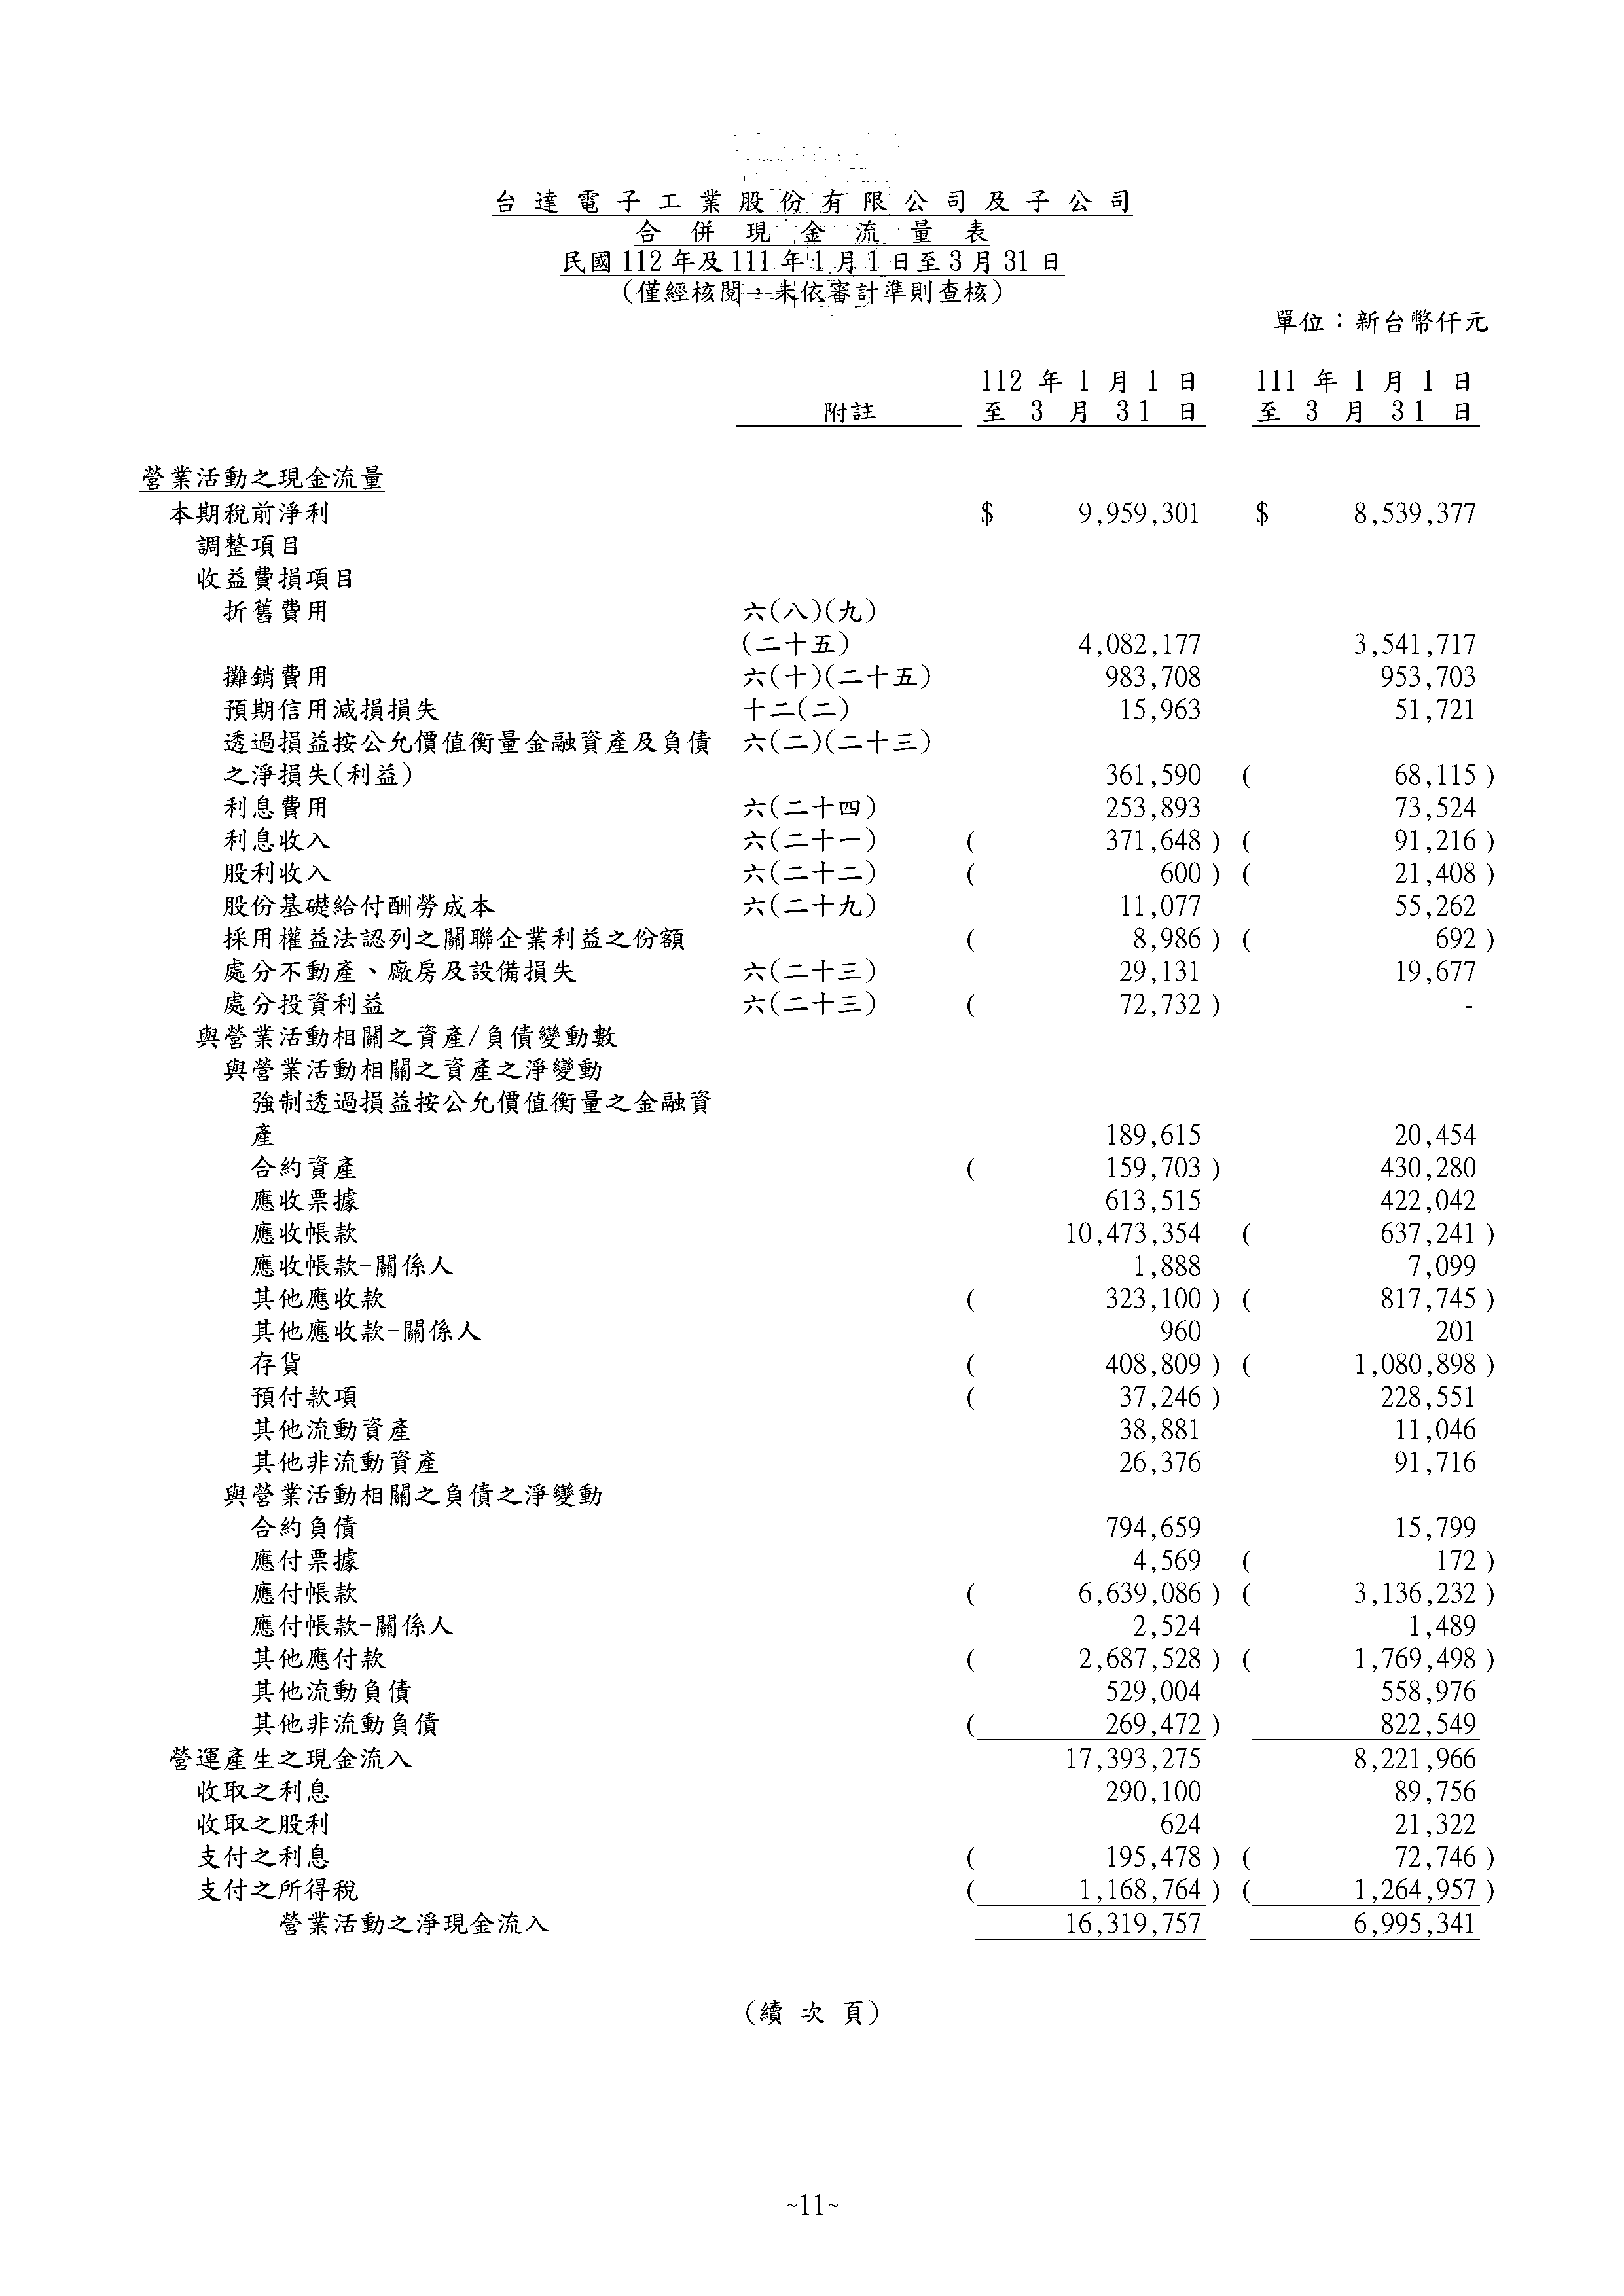 台達電子工業股份有限公司及子公司
合併現金流量表
民國112年及111年1月1日至3月31日
(僅經核閱,未依審計準則查核)
單位:新台幣仟元
112 年 1 月 1 日 111 年 1 月 1 日
附註 至 3 月 31 日 至 3 月 31 日
營業活動之現金流量
本期稅前淨利 $ 9,959,301 $ 8,539,377
調整項目
收益費損項目
折舊費用 六(八)(九)
(二十五) 4,082,177 3,541,717
攤銷費用 六(十)(二十五) 983,708 953,703
預期信用減損損失 十二(二) 15,963 51,721
透過損益按公允價值衡量金融資產及負債 六(二)(二十三)
之淨損失(利益) 361,590 ( 68,115 )
利息費用 六(二十四) 253,893 73,524
利息收入 六(二十一) ( 371,648 ) ( 91,216 )
股利收入 六(二十二) ( 600 ) ( 21,408 )
股份基礎給付酬勞成本 六(二十九) 11,077 55,262
採用權益法認列之關聯企業利益之份額 ( 8,986 ) ( 692 )
處分不動產、廠房及設備損失 六(二十三) 29,131 19,677
處分投資利益 六(二十三) ( 72,732 ) -
與營業活動相關之資產/負債變動數
與營業活動相關之資產之淨變動
強制透過損益按公允價值衡量之金融資
產 189,615 20,454
合約資產 ( 159,703 ) 430,280
應收票據 613,515 422,042
應收帳款 10,473,354 ( 637,241 )
應收帳款-關係人 1,888 7,099
其他應收款 ( 323,100 ) ( 817,745 )
其他應收款-關係人 960 201
存貨 ( 408,809 ) ( 1,080,898 )
預付款項 ( 37,246 ) 228,551
其他流動資產 38,881 11,046
其他非流動資產 26,376 91,716
與營業活動相關之負債之淨變動
合約負債 794,659 15,799
應付票據 4,569 ( 172 )
應付帳款 ( 6,639,086 ) ( 3,136,232 )
應付帳款-關係人 2,524 1,489
其他應付款 ( 2,687,528 ) ( 1,769,498 )
其他流動負債 529,004 558,976
其他非流動負債 ( 269,472 ) 822,549
營運產生之現金流入 17,393,275 8,221,966
收取之利息 290,100 89,756
收取之股利 624 21,322
支付之利息 ( 195,478 ) ( 72,746 )
支付之所得稅 ( 1,168,764 ) ( 1,264,957 )
營業活動之淨現金流入 16,319,757 6,995,341
(續 次 頁)
~11~